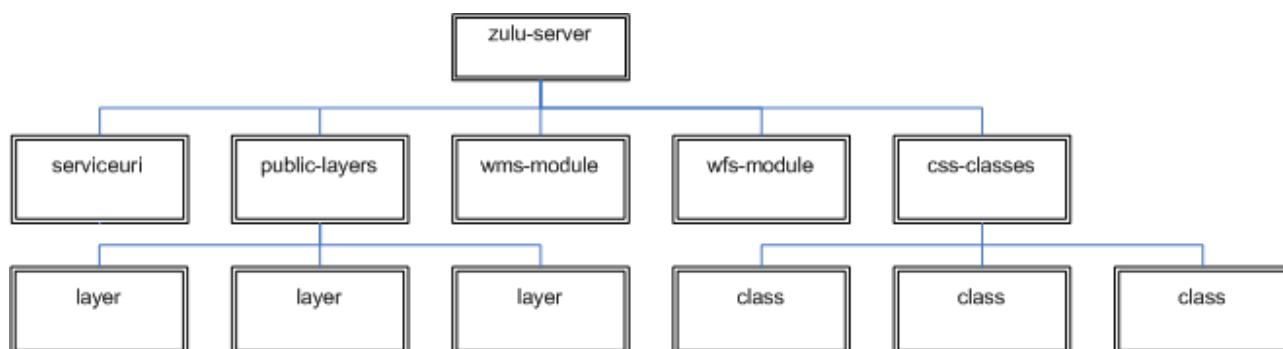 zulu-server
serviceuri
public-layers
wms-module
wfs-module
css-classes
layer
layer
layer
class
class
class